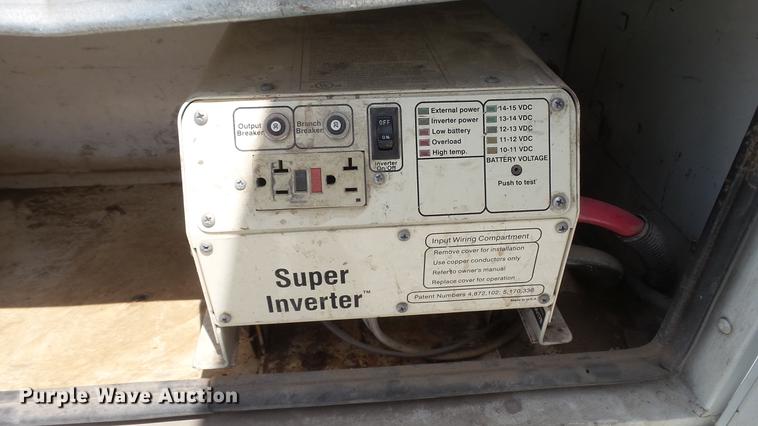 Output
Breaker
Branch
Breaker
OFF
ON
Inverter
On/Off
External power
Inverter power
Low battery
Overload
High temp.
14-15 VDC
13-14 VDC
12-13 VDC
11-12 VDC
10-11 VDC
BATTERY VOLTAGE
Push to test
Input Wiring Compartment
Remove cover for installation
Use copper conductors only
Refer to owner's manual
Replace cover for operation
Patent Numbers 4,872,102; 5,170,336
Made in U.S.A.
Super
Inverter™
Purple Wave Auction